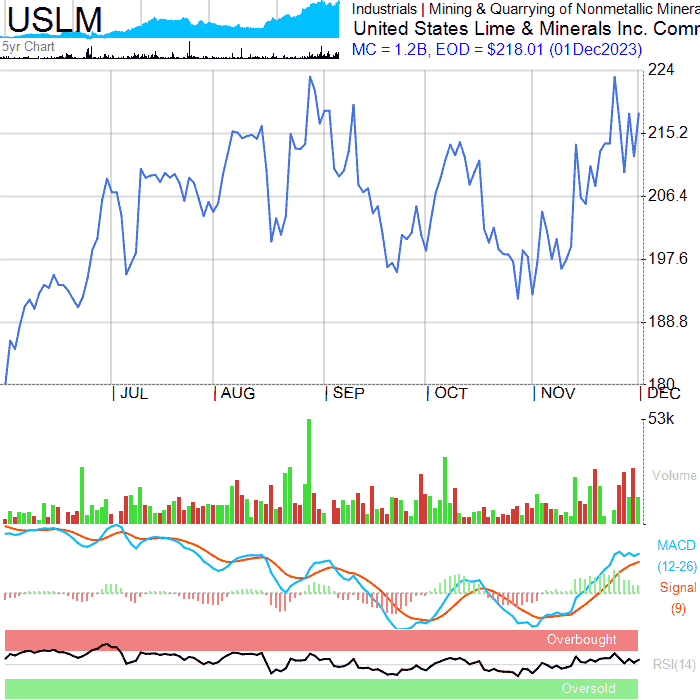 USLM
5yr Chart
Industrials | Mining & Quarrying of Nonmetallic Minera
United States Lime & Minerals Inc. Comr
MC = 1.2B, EOD = $218.01 (01Dec2023)
224
215.2
206.4
197.6
188.8
180
JUL AUG SEP OCT NOV DEC
53k
Volume
MACD
(12-26)
Signal
(9)
Overbought
RSI(14)
Oversold